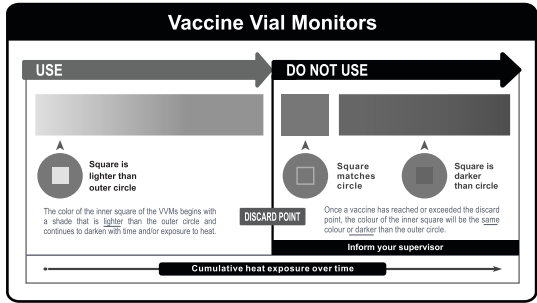 Vaccine Vial Monitors
USE
DO NOT USE
Square is
lighter than
outer circle
Square
matches
circle
Square is
darker
than circle
The color of the inner square of the VVMs begins with
a shade that is lighter than the outer circle and
continues to darken with time and/or exposure to heat.
DISCARD POINT
Once a vaccine has reached or exceeded the discard
point, the colour of the inner square will be the same
colour or darker than the outer circle.
Inform your supervisor
Cumulative heat exposure over time